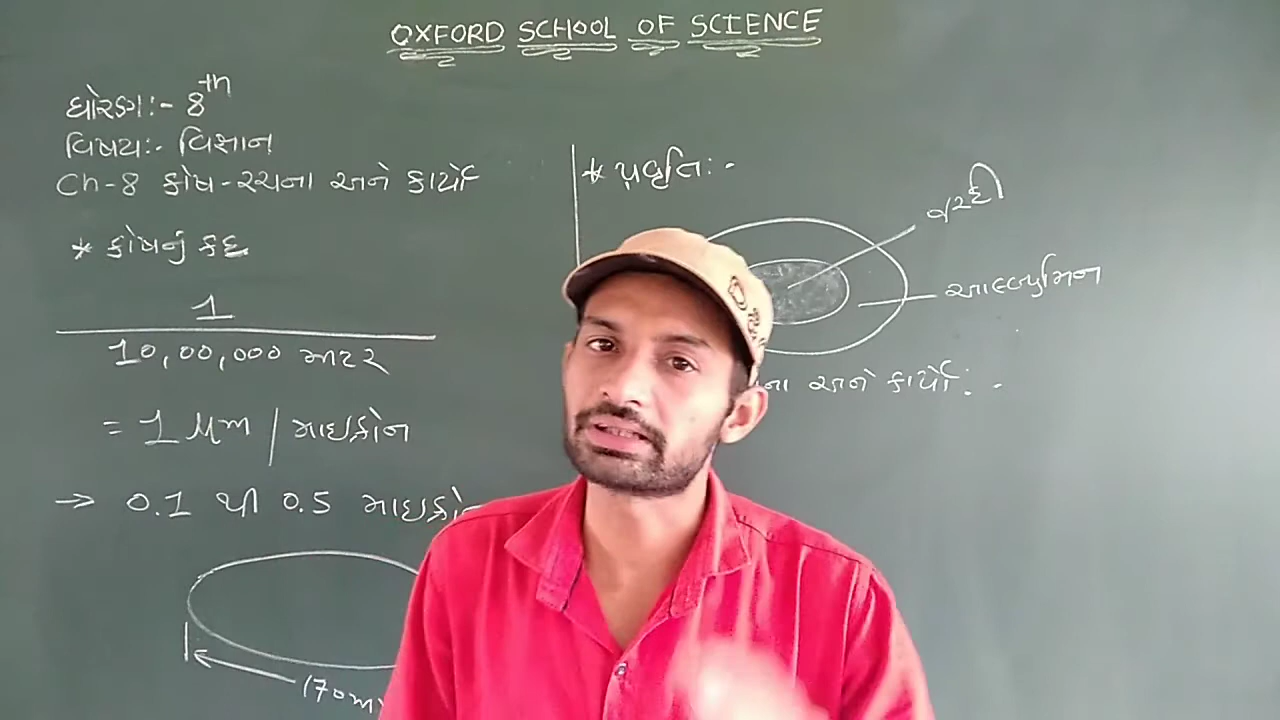 OXFORD SCHOOL OF SCIENCE
ધોરણ:- 8th
વિષય:- વિજ્ઞાન
Ch-8 કોષ-રચના અને કાર્યો
* કોષનું કદ
1
10,00,000 મીટર
= 1 μm / માઇક્રોન
→ 0.1 થી 0.5
* પ્રવૃતિ:-
જરદી
આલ્બ્યુમિન
અને કાર્યો:-